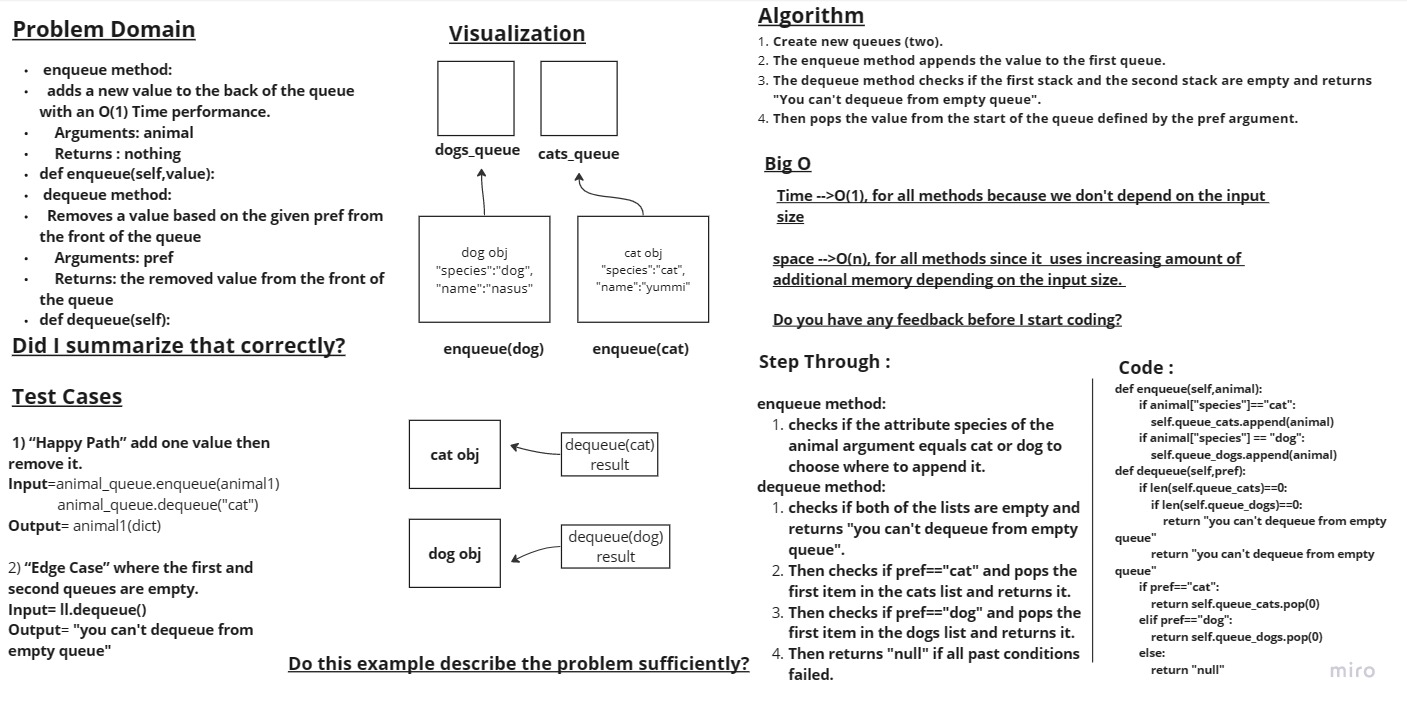 Problem Domain
• enqueue method:
• adds a new value to the back of the queue
with an O(1) Time performance.
• Arguments: animal
• Returns : nothing
• def enqueue(self,value):
• dequeue method:
• Removes a value based on the given pref from
the front of the queue
• Arguments: pref
• Returns: the removed value from the front of
the queue
• def dequeue(self):
Did I summarize that correctly?
Test Cases
1) “Happy Path” add one value then
remove it.
Input=animal_queue.enqueue(animal1)
animal_queue.dequeue("cat")
Output= animal1(dict)
2) “Edge Case” where the first and
second queues are empty.
Input= ll.dequeue()
Output= "you can't dequeue from
empty queue"
Visualization
dogs_queue
cats_queue
dog obj
"species":"dog",
"name":"nasus"
cat obj
"species":"cat",
"name":"yummi"
enqueue(dog)
enqueue(cat)
cat obj
dequeue(cat)
result
dog obj
dequeue(dog)
result
Do this example describe the problem sufficiently?
Algorithm
1. Create new queues (two).
2. The enqueue method appends the value to the first queue.
3. The dequeue method checks if the first stack and the second stack are empty and returns
"You can't dequeue from empty queue".
4. Then pops the value from the start of the queue defined by the pref argument.
Big O
Time -->O(1), for all methods because we don't depend on the input
size
space -->O(n), for all methods since it uses increasing amount of
additional memory depending on the input size.
Do you have any feedback before I start coding?
Step Through :
enqueue method:
1. checks if the attribute species of the
animal argument equals cat or dog to
choose where to append it.
dequeue method:
1. checks if both of the lists are empty and
returns "you can't dequeue from empty
queue".
2. Then checks if pref=="cat" and pops the
first item in the cats list and returns it.
3. Then checks if pref=="dog" and pops the
first item in the dogs list and returns it.
4. Then returns "null" if all past conditions
failed.
Code :
def enqueue(self,animal):
if animal["species"]=="cat":
self.queue_cats.append(animal)
if animal["species"] == "dog":
self.queue_dogs.append(animal)
def dequeue(self,pref):
if len(self.queue_cats)==0:
if len(self.queue_dogs)==0:
return "you can't dequeue from empty
queue"
return "you can't dequeue from empty
queue"
if pref=="cat":
return self.queue_cats.pop(0)
elif pref=="dog":
return self.queue_dogs.pop(0)
else:
return "null"
miro